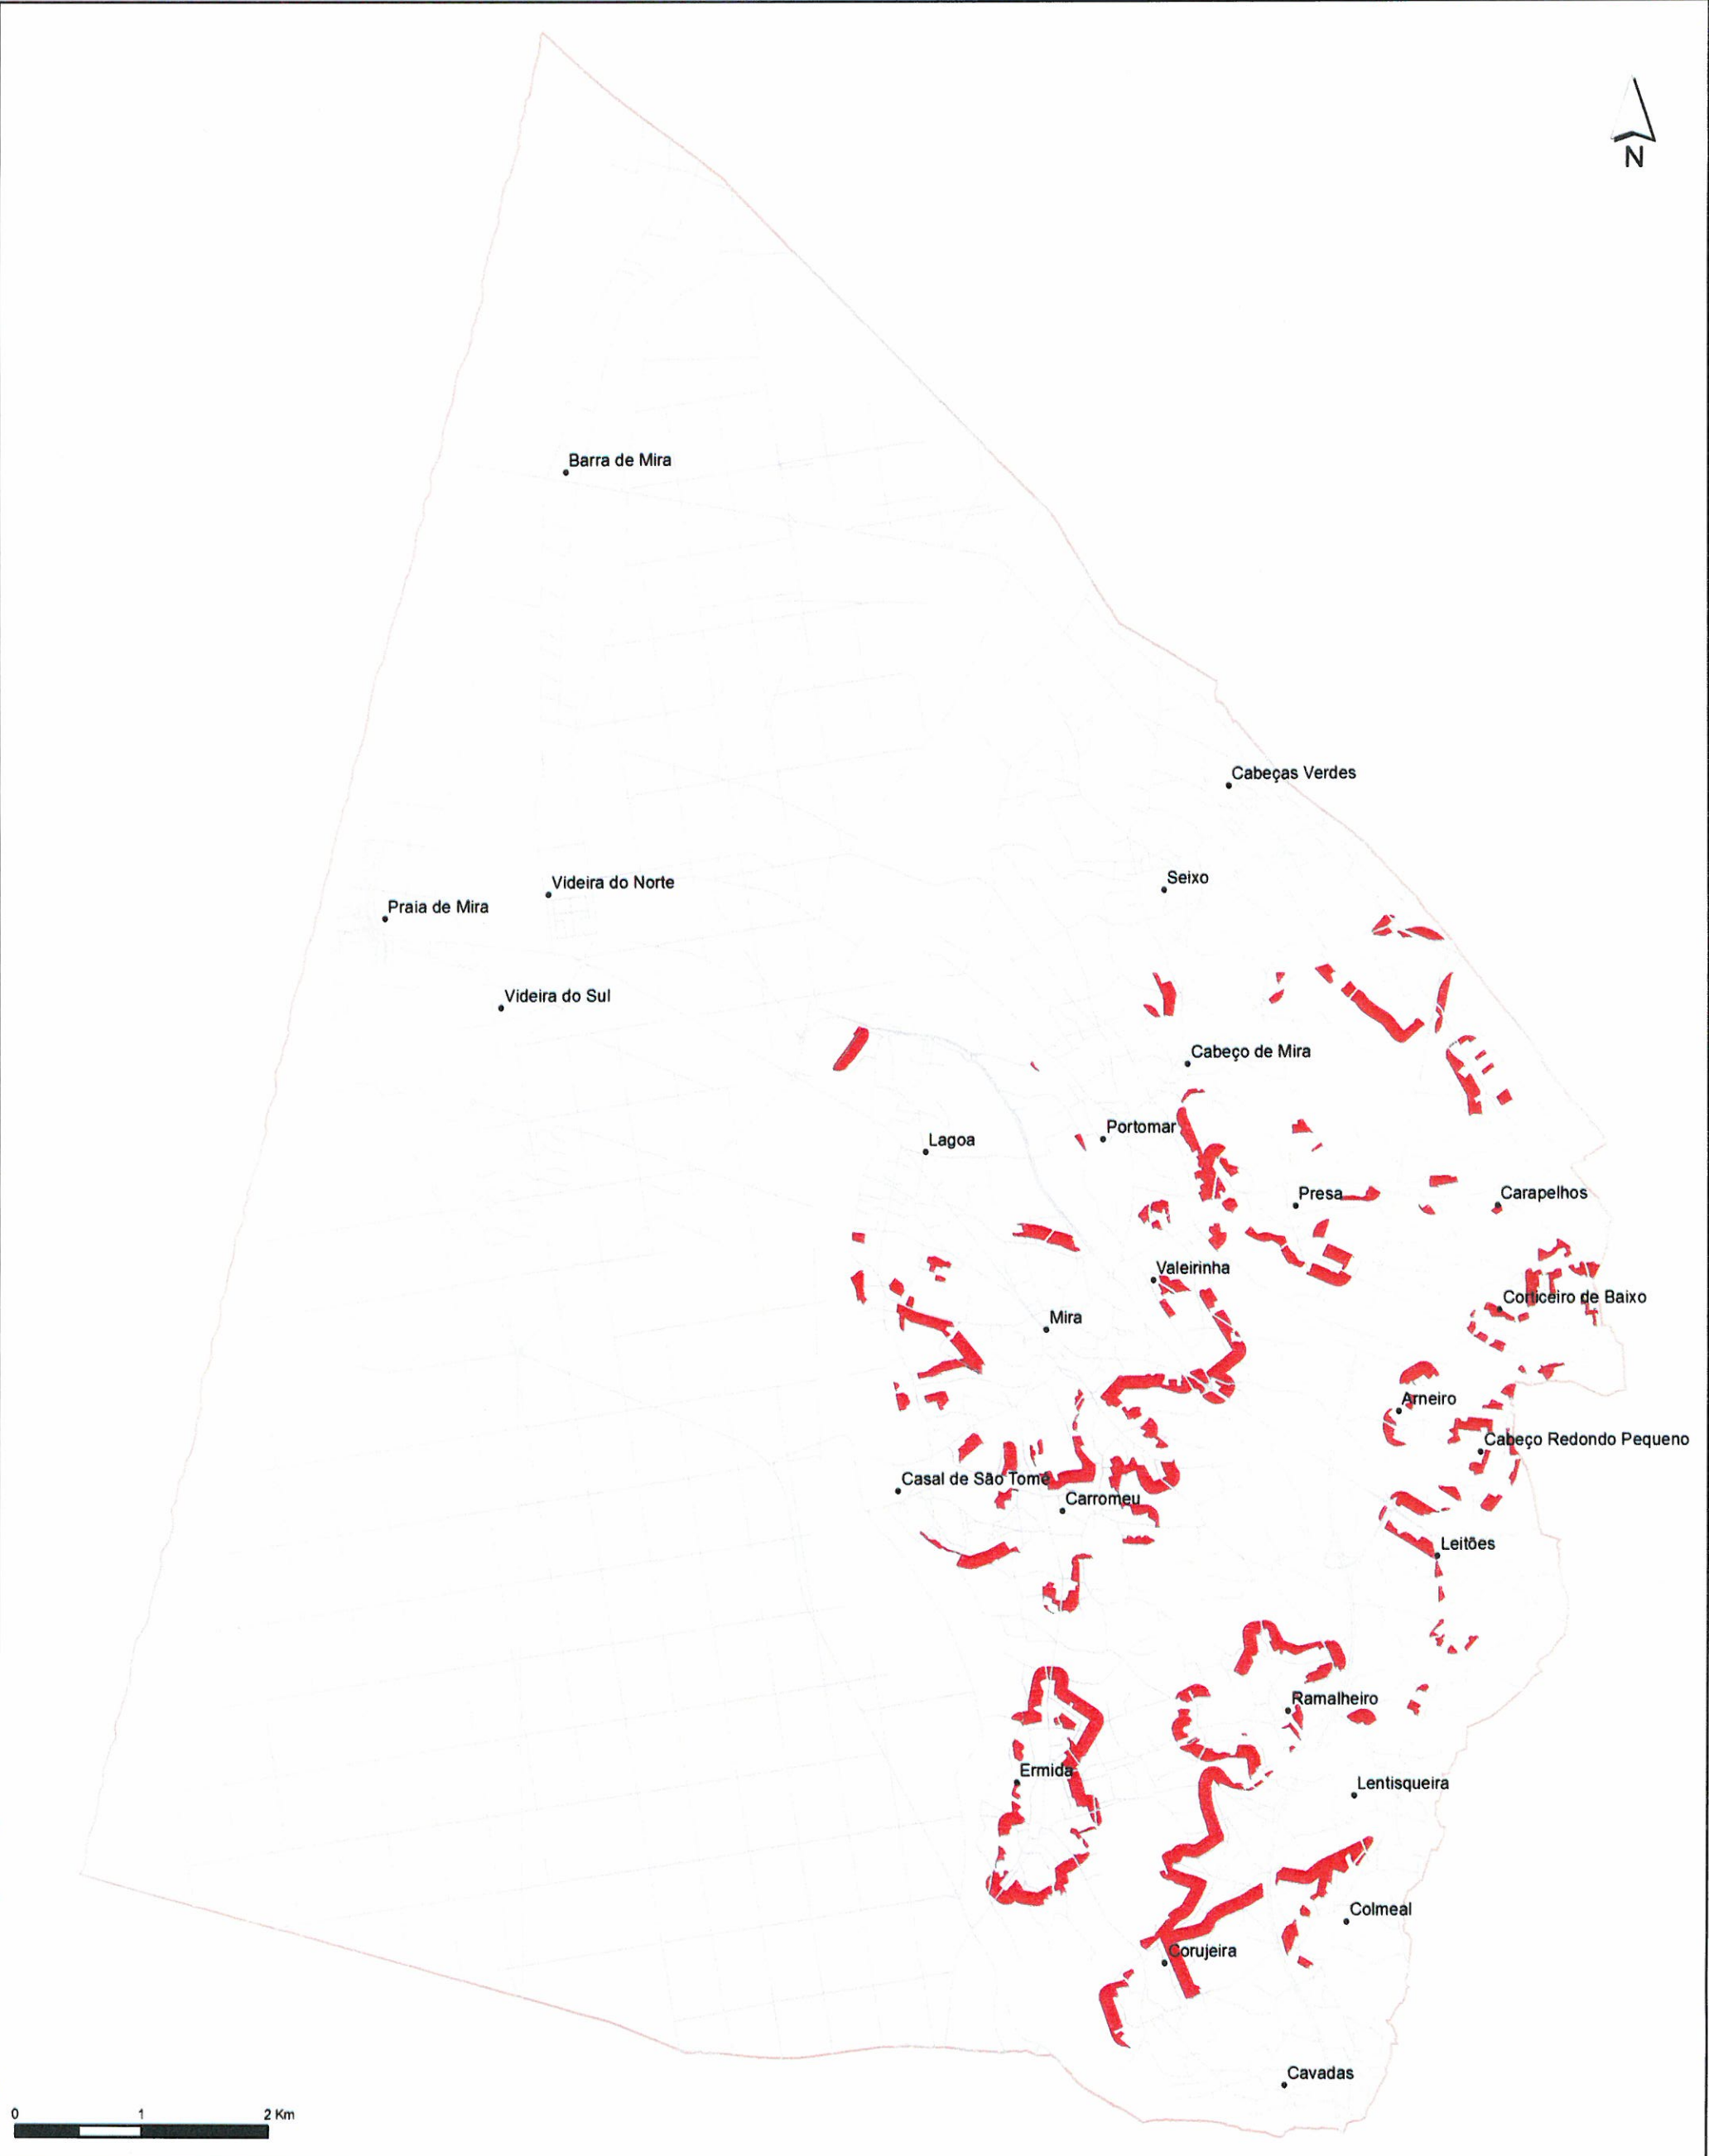 N
Barra de Mira
Cabeças Verdes
Seixo
Videira do Norte
Praia de Mira
Videira do Sul
Cabeço de Mira
Portomar
Lagoa
Presa
Carapelhos
Valeirinha
Corticeiro de Baixo
Mira
Arneiro
Cabeço Redondo Pequeno
Casal de São Tomé
Carromeu
Leitões
Ramalheiro
Ermida
Lentisqueira
Colmeal
Corujeira
Cavadas
0 1 2 Km